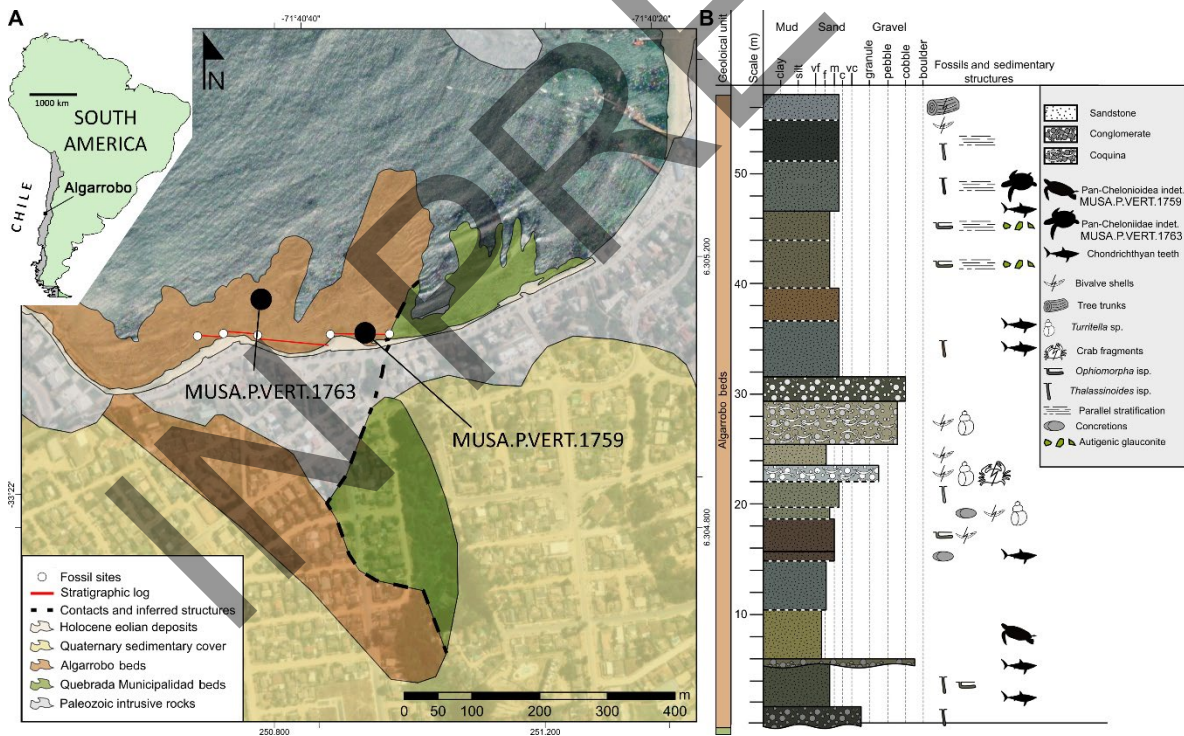 A
-71°40'40"
-71°40'20"
N
1000 km
SOUTH
AMERICA
Algarrobo
CHILE
6.305.200
MUSA.P.VERT.1763
MUSA.P.VERT.1759
-33°22'
6.304.800
Fossil sites
Stratigraphic log
Contacts and inferred structures
Holocene eolian deposits
Quaternary sedimentary cover
Algarrobo beds
Quebrada Municipalidad beds
Paleozoic intrusive rocks
m
0 50 100 200 300 400
250.800
251.200
B
Geoloical unit
Scale (m)
Mud Sand Gravel
clay silt vf f m c vc granule pebble cobble boulder
Fossils and sedimentary
structures
Algarrobo beds
50
40
30
20
10
Sandstone
Conglomerate
Coquina
Pan-Chelonioidea indet.
MUSA.P.VERT.1759
Pan-Cheloniidae indet.
MUSA.P.VERT.1763
Chondrichthyan teeth
Bivalve shells
Tree trunks
Turritella sp.
Crab fragments
Ophiomorpha isp.
Thalassinoides isp.
Parallel stratification
Concretions
Autigenic glauconite